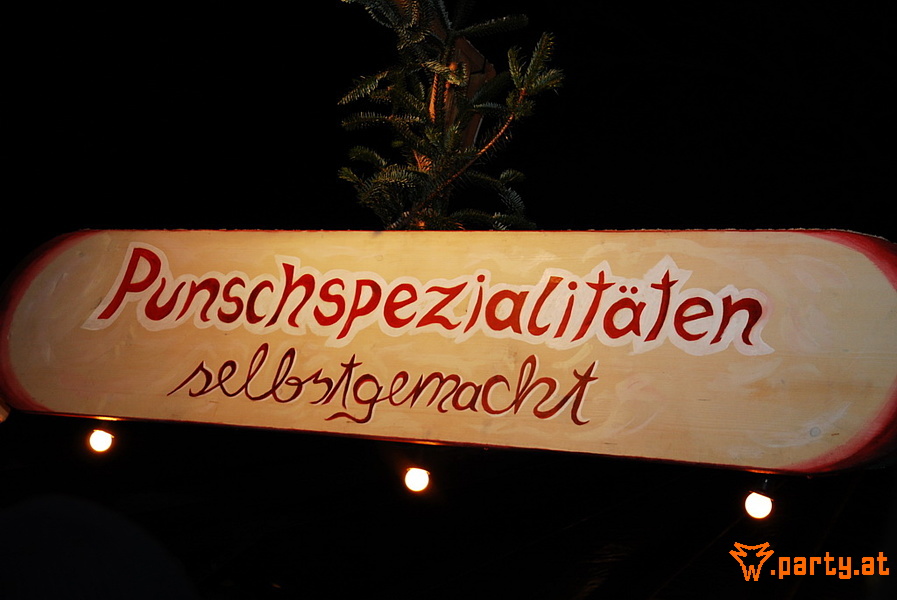 Punschspezialitäten
selbstgemacht
W.party.at